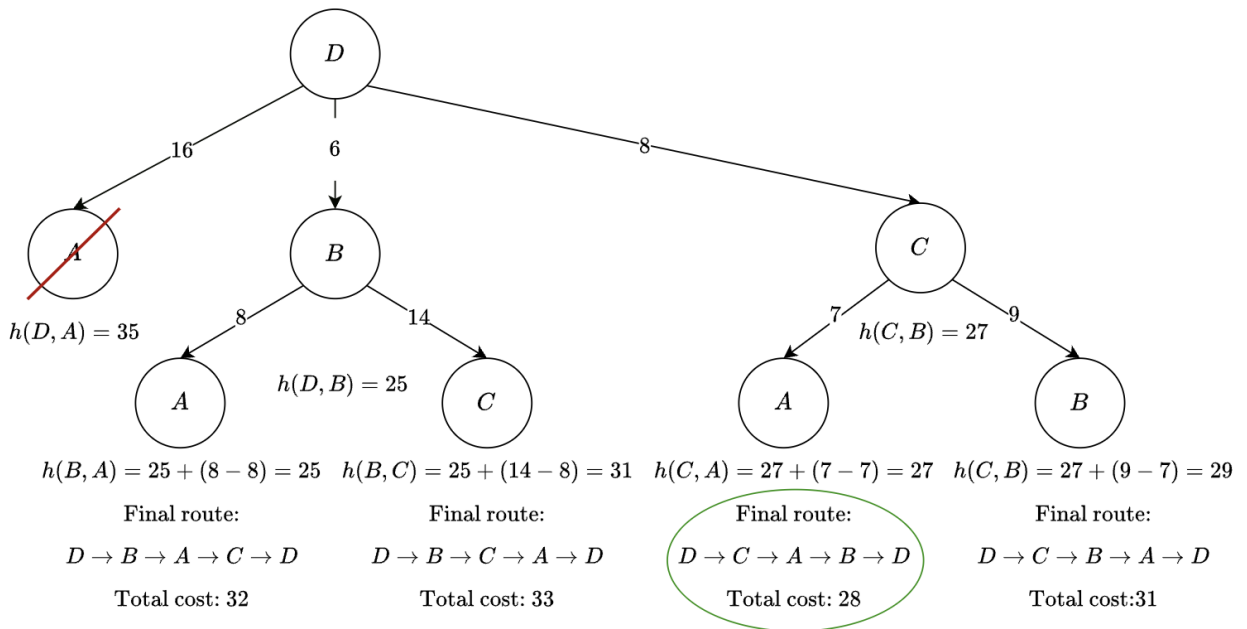 D
16
6
8
A
B
C
h(D, A) = 35
8
14
7
h(C, B) = 27
9
A
h(D, B) = 25
C
A
B
h(B, A) = 25 + (8 − 8) = 25
h(B, C) = 25 + (14 − 8) = 31
h(C, A) = 27 + (7 − 7) = 27
h(C, B) = 27 + (9 − 7) = 29
Final route:
Final route:
Final route:
Final route:
D → B → A → C → D
D → B → C → A → D
D → C → A → B → D
D → C → B → A → D
Total cost: 32
Total cost: 33
Total cost: 28
Total cost:31